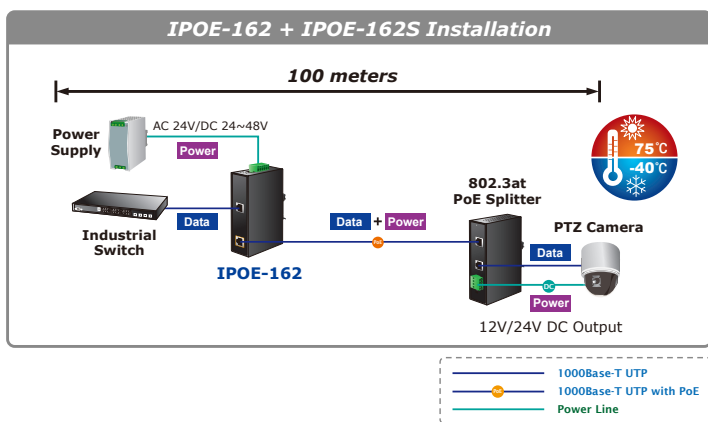 IPOE-162 + IPOE-162S Installation
100 meters
Power
Supply
AC 24V/DC 24~48V
Power
75°C
-40°C
802.3at
PoE Splitter
PTZ Camera
Data
Data + Power
Data
Industrial
Switch
IPOE-162
PoE
DC
Power
12V/24V DC Output
1000Base-T UTP
PoE
1000Base-T UTP with PoE
Power Line